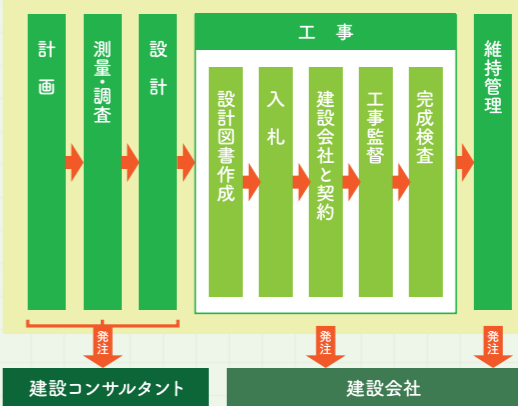 計画
測量・調査
設計
工事
設計図書作成
入札
建設会社と契約
工事監督
完成検査
維持管理
発注
発注
発注
建設コンサルタント
建設会社